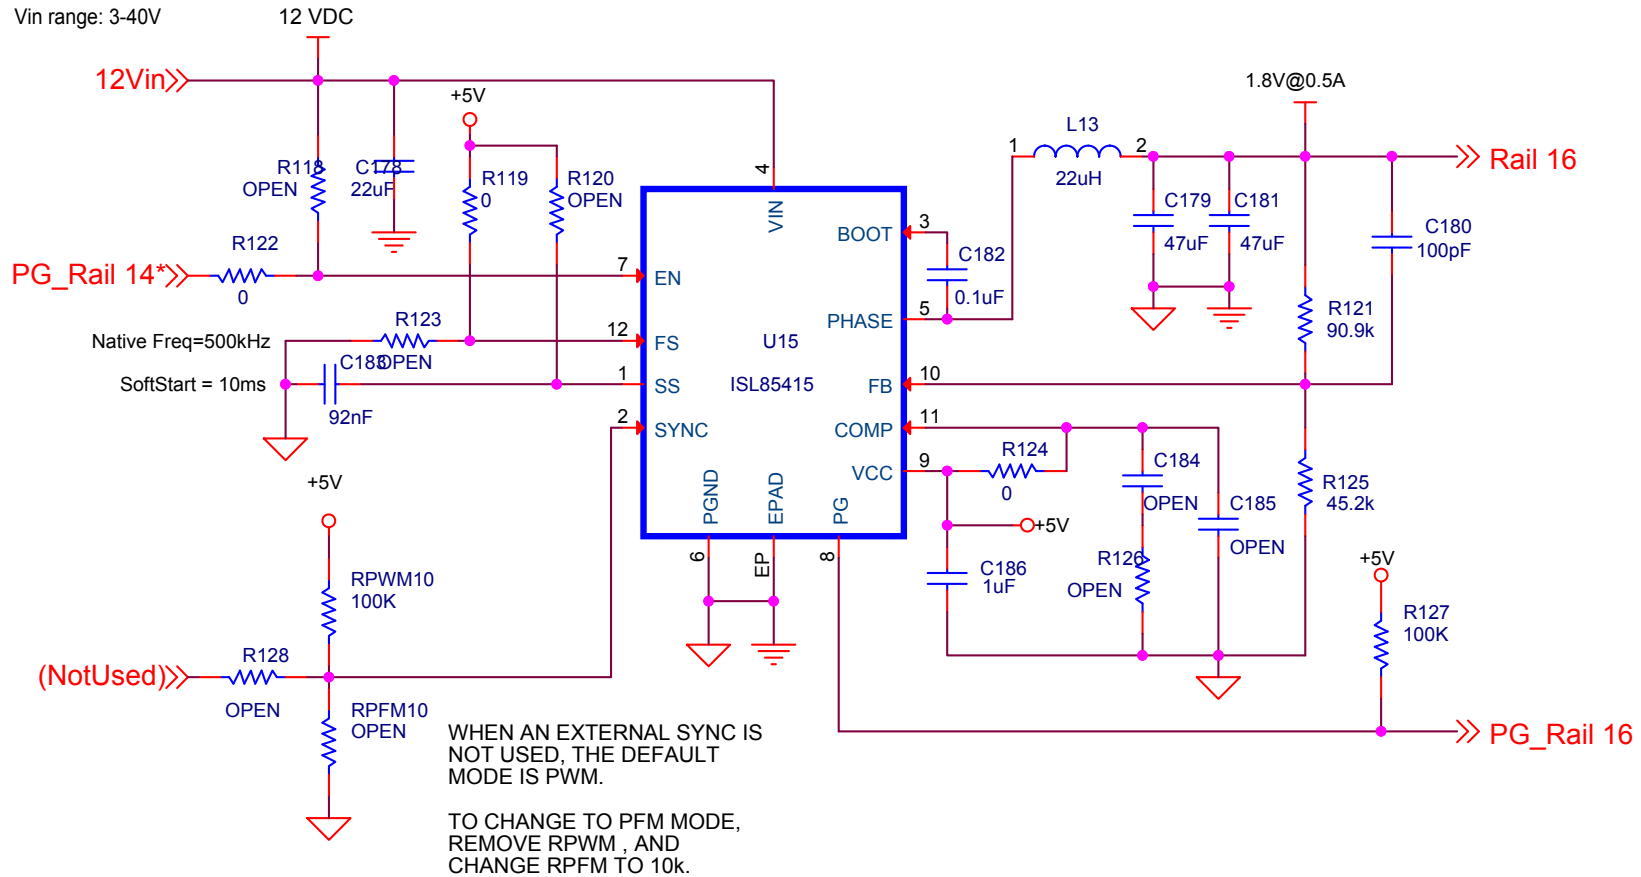 Vin range: 3-40V
12 VDC
12Vin
+5V
1.8V@0.5A
R118
OPEN
C178
22uF
R119
0
R120
OPEN
4
VIN
L13
1
2
22uH
Rail 16
C179
47uF
C181
47uF
C180
100pF
BOOT
3
C182
0.1uF
R122
0
PG_Rail 14*
7
EN
PHASE
5
R121
90.9k
Native Freq=500kHz
R123
OPEN
12
FS
U15
ISL85415
SoftStart = 10ms
C183
92nF
1
SS
FB
10
2
SYNC
COMP
11
VCC
9
R124
0
C184
OPEN
C185
OPEN
R125
45.2k
+5V
PGND
EPAD
PG
6
EP
8
+5V
C186
1uF
R126
OPEN
+5V
R127
100K
RPWM10
100K
(NotUsed)
R128
OPEN
RPFM10
OPEN
PG_Rail 16
WHEN AN EXTERNAL SYNC IS
NOT USED, THE DEFAULT
MODE IS PWM.
TO CHANGE TO PFM MODE,
REMOVE RPWM , AND
CHANGE RPFM TO 10k.